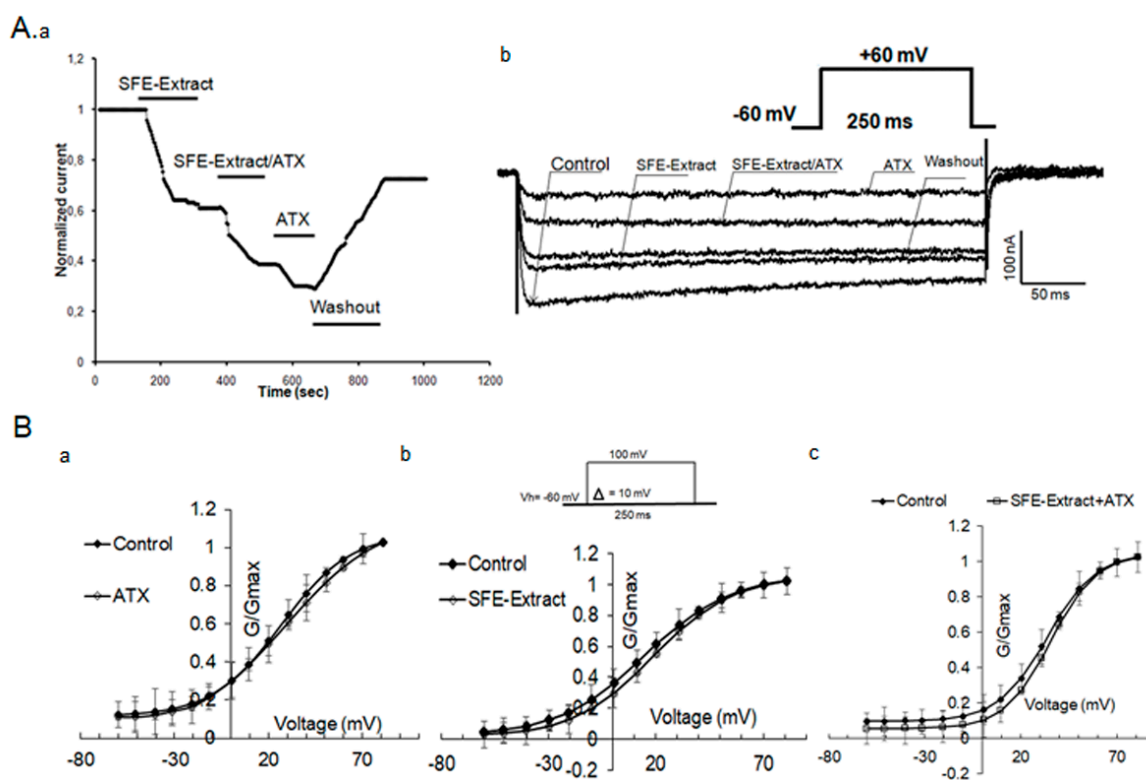 A.a
1,2
1
0,8
0,6
0,4
0,2
0
Normalized current
SFE-Extract
SFE-Extract/ATX
ATX
Washout
0 200 400 600 800 1000 1200
Time (sec)
b
+60 mV
-60 mV
250 ms
Control
SFE-Extract
SFE-Extract/ATX
ATX
Washout
100 nA
50 ms
B
a
Control
ATX
1.2
1
0.8
0.6
0.4
0.2
0
G/Gmax
Voltage (mV)
-80 -30 20 70
b
100 mV
Vh= -60 mV
Δ = 10 mV
250 ms
Control
SFE-Extract
1.2
1
0.8
0.6
0.4
0.2
0
-0.2
G/Gmax
Voltage (mV)
-80 -30 20 70
c
Control SFE-Extract+ATX
1.2
1
0.8
0.6
0.4
0.2
0
-0.2
G/Gmax
Voltage (mV)
-80 -30 20 70